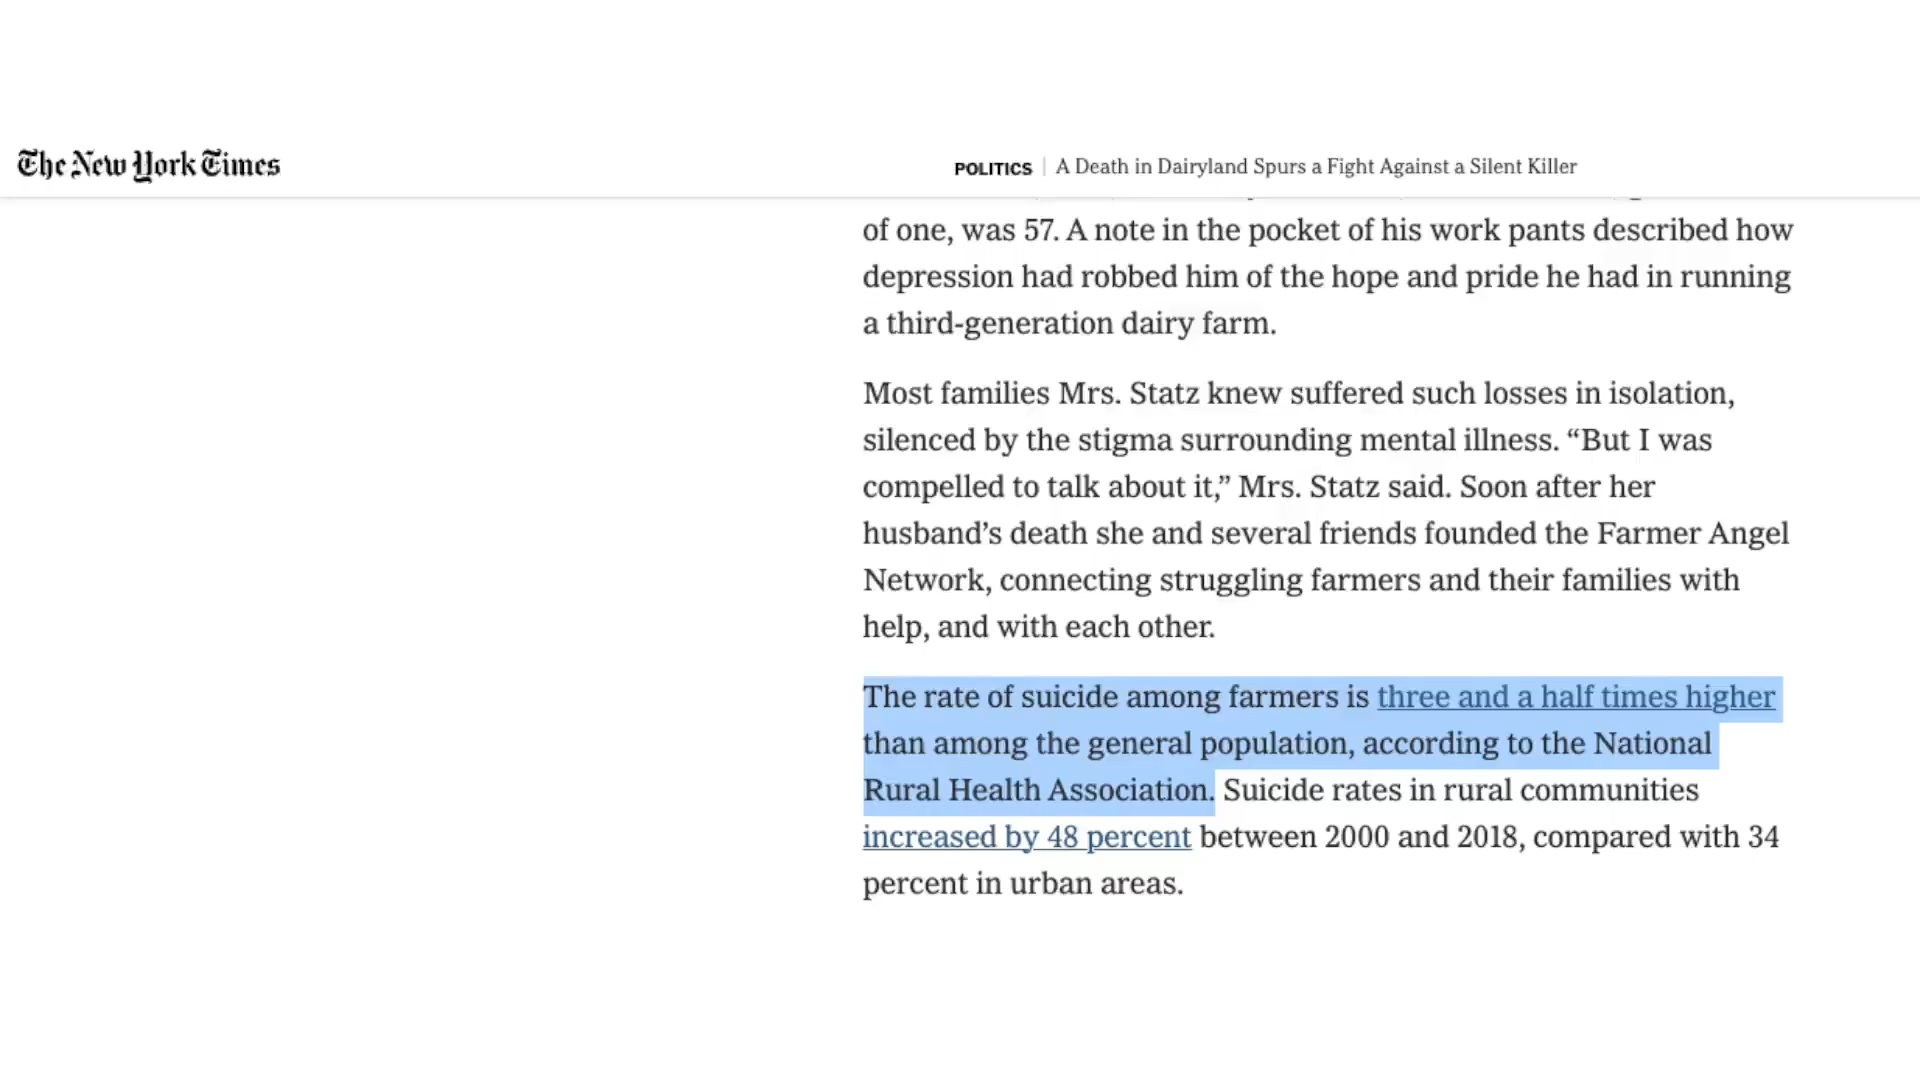 The New York Times
POLITICS | A Death in Dairyland Spurs a Fight Against a Silent Killer
of one, was 57. A note in the pocket of his work pants described how
depression had robbed him of the hope and pride he had in running
a third-generation dairy farm.
Most families Mrs. Statz knew suffered such losses in isolation,
silenced by the stigma surrounding mental illness. “But I was
compelled to talk about it,” Mrs. Statz said. Soon after her
husband’s death she and several friends founded the Farmer Angel
Network, connecting struggling farmers and their families with
help, and with each other.
The rate of suicide among farmers is three and a half times higher
than among the general population, according to the National
Rural Health Association. Suicide rates in rural communities
increased by 48 percent between 2000 and 2018, compared with 34
percent in urban areas.